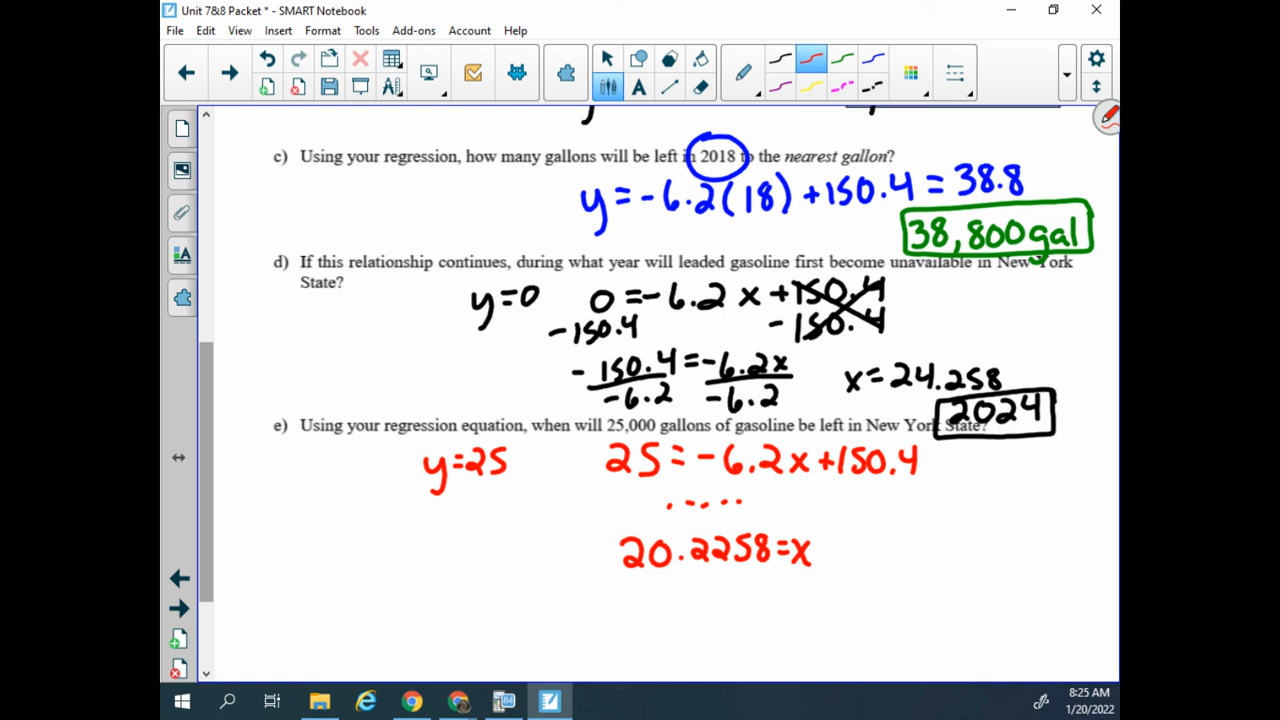 Unit 7&8 Packet * - SMART Notebook
File Edit View Insert Format Tools Add-ons Account Help
c) Using your regression, how many gallons will be left in 2018 to the nearest gallon?
y = -6.2(18) + 150.4 = 38.8
38,800 gal
d) If this relationship continues, during what year will leaded gasoline first become unavailable in New York
State?
y=0 0 = -6.2x + 150.4
-150.4 - 150.4
-150.4 = -6.2x
-6.2 -6.2
x = 24.258
2024
e) Using your regression equation, when will 25,000 gallons of gasoline be left in New York State?
y=25 25 = -6.2x + 150.4
.....
20.2258 = x
8:25 AM
1/20/2022